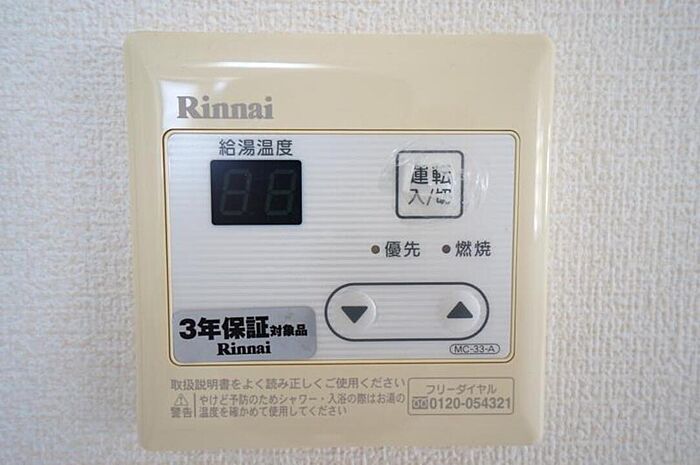 Rinnai
給湯温度
運転
入/切
優先 燃焼
3年保証対象品
Rinnai
MC-33-A
取扱説明書をよく読み正しくご使用ください
警告 やけど予防のためシャワー・入浴の際はお湯の
温度を確かめて使用してください
フリーダイヤル
0120-054321